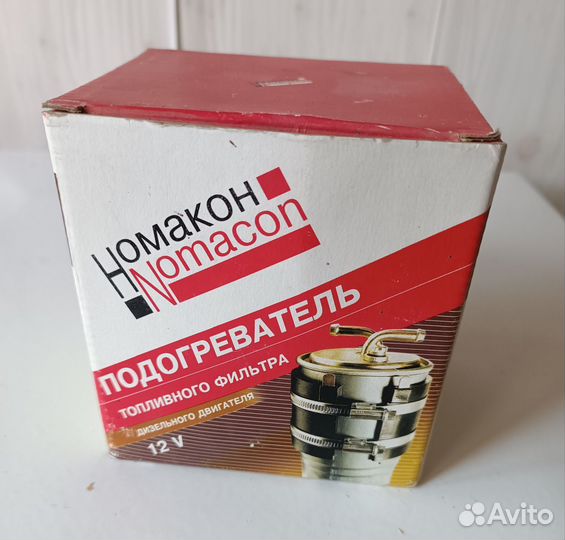 Номакон
Nomacon
ПОДОГРЕВАТЕЛЬ
ТОПЛИВНОГО ФИЛЬТРА
ДИЗЕЛЬНОГО ДВИГАТЕЛЯ
12 V
Avito